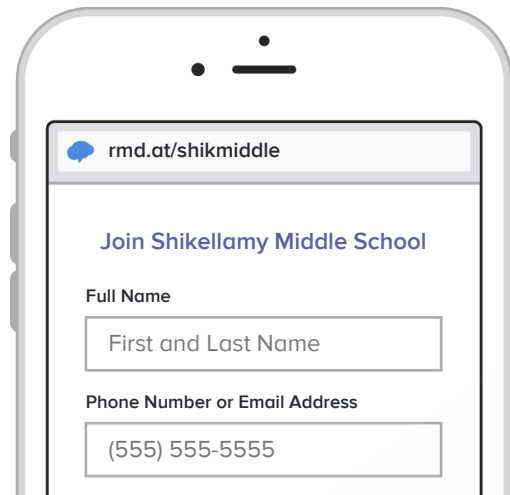 rmd.at/shikmiddle
Join Shikellamy Middle School
Full Name
First and Last Name
Phone Number or Email Address
(555) 555-5555